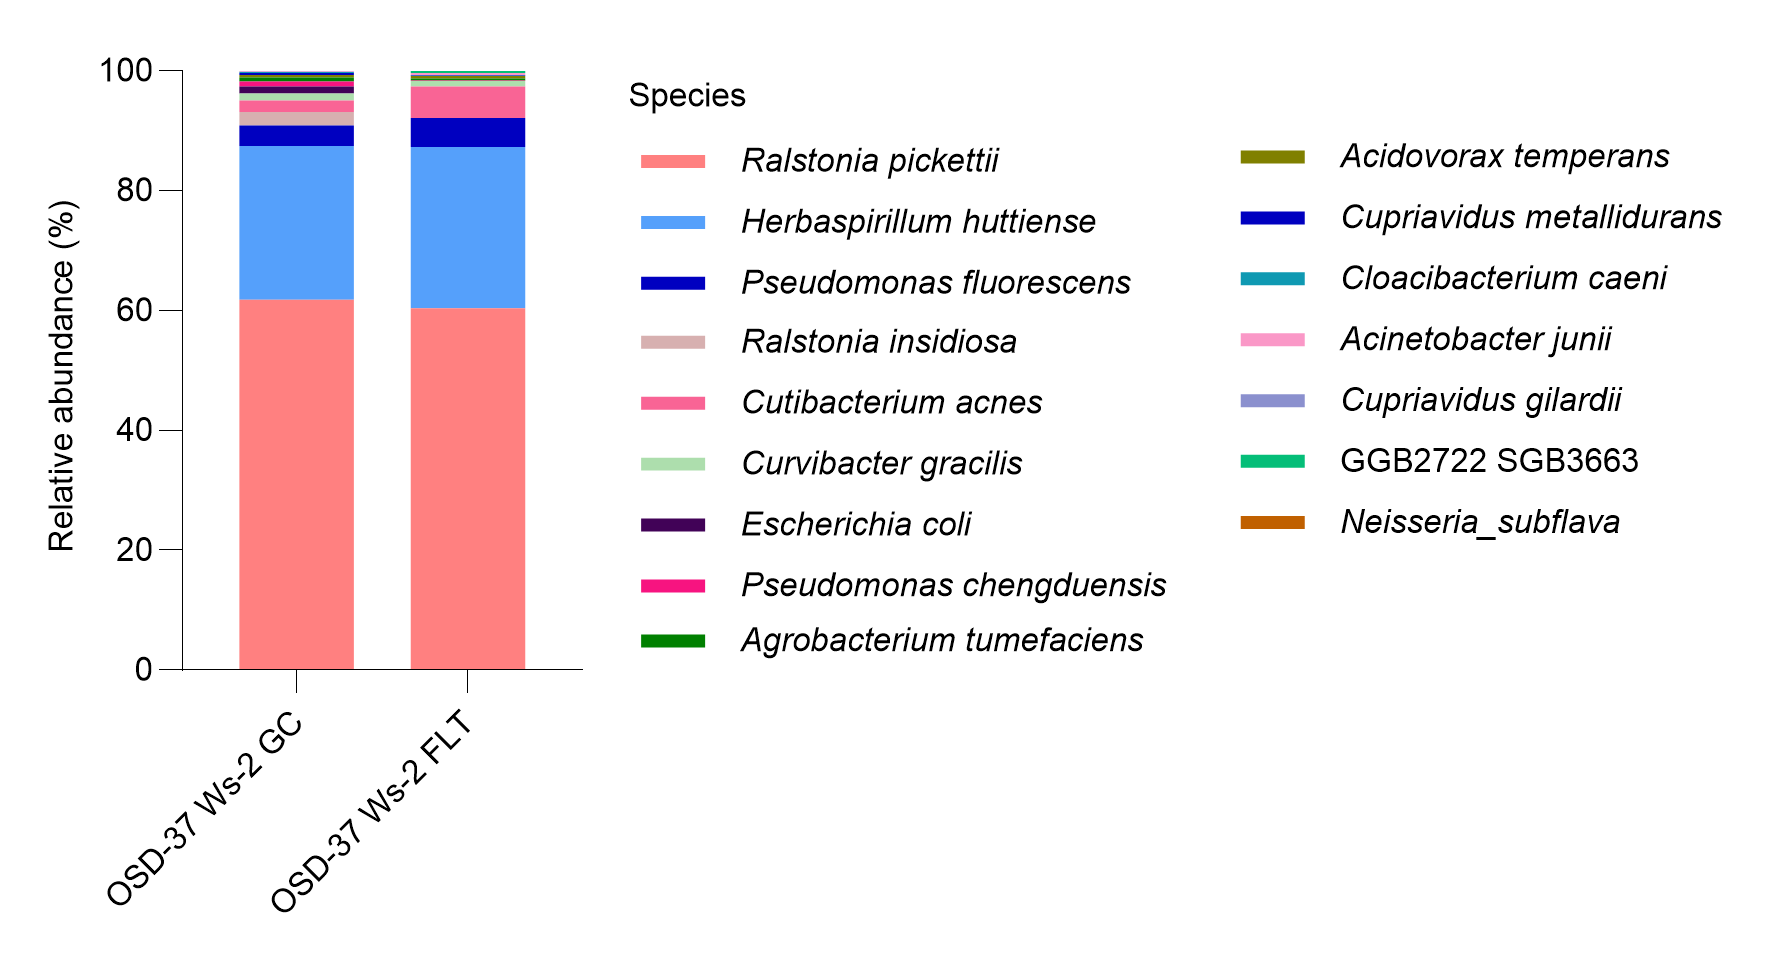 100
80
60
40
20
0
Relative abundance (%)
OSD-37 Ws-2 GC
OSD-37 Ws-2 FLT
Species
Ralstonia pickettii
Herbaspirillum huttiense
Pseudomonas fluorescens
Ralstonia insidiosa
Cutibacterium acnes
Curvibacter gracilis
Escherichia coli
Pseudomonas chengduensis
Agrobacterium tumefaciens
Acidovorax temperans
Cupriavidus metallidurans
Cloacibacterium caeni
Acinetobacter junii
Cupriavidus gilardii
GGB2722 SGB3663
Neisseria_subflava